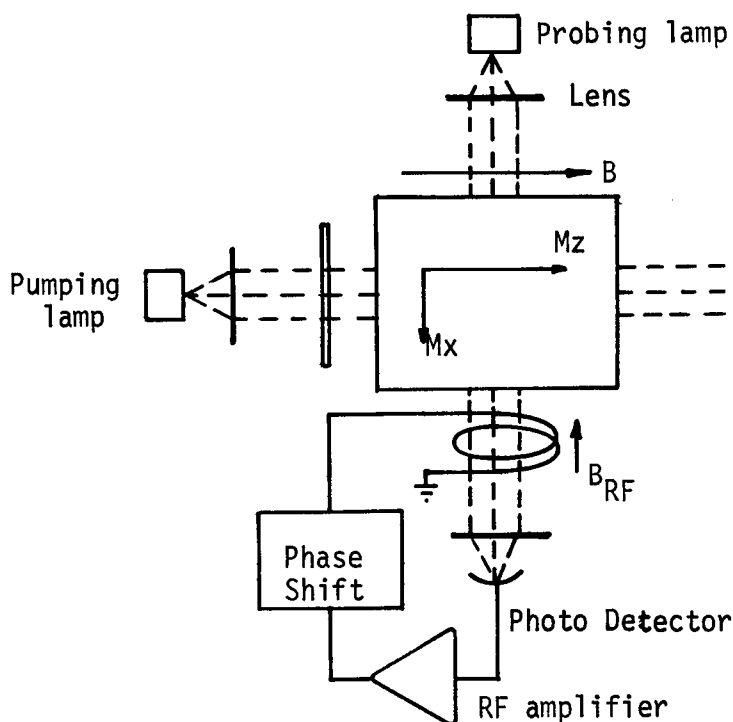 Probing lamp
Lens
B
Mz
Pumping
lamp
Mx
B RF
Phase
Shift
Photo Detector
RF amplifier